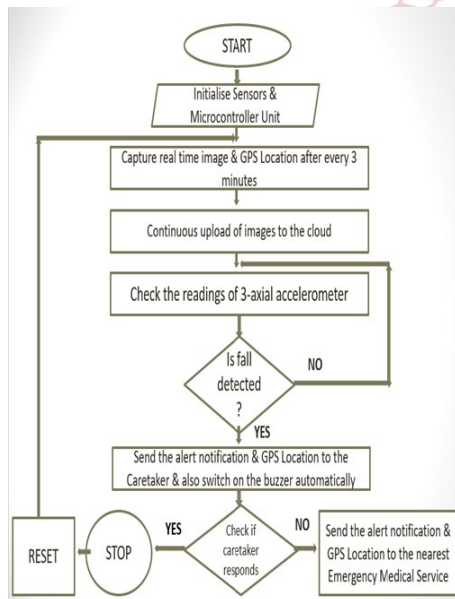 START
Initialise Sensors &
Microcontroller Unit
Capture real time image & GPS Location after every 3
minutes
Continuous upload of images to the cloud
Check the readings of 3-axial accelerometer
Is fall
detected
?
NO
YES
Send the alert notification & GPS Location to the
Caretaker & also switch on the buzzer automatically
Check if
caretaker
responds
YES
STOP
RESET
NO
Send the alert notification &
GPS Location to the nearest
Emergency Medical Service